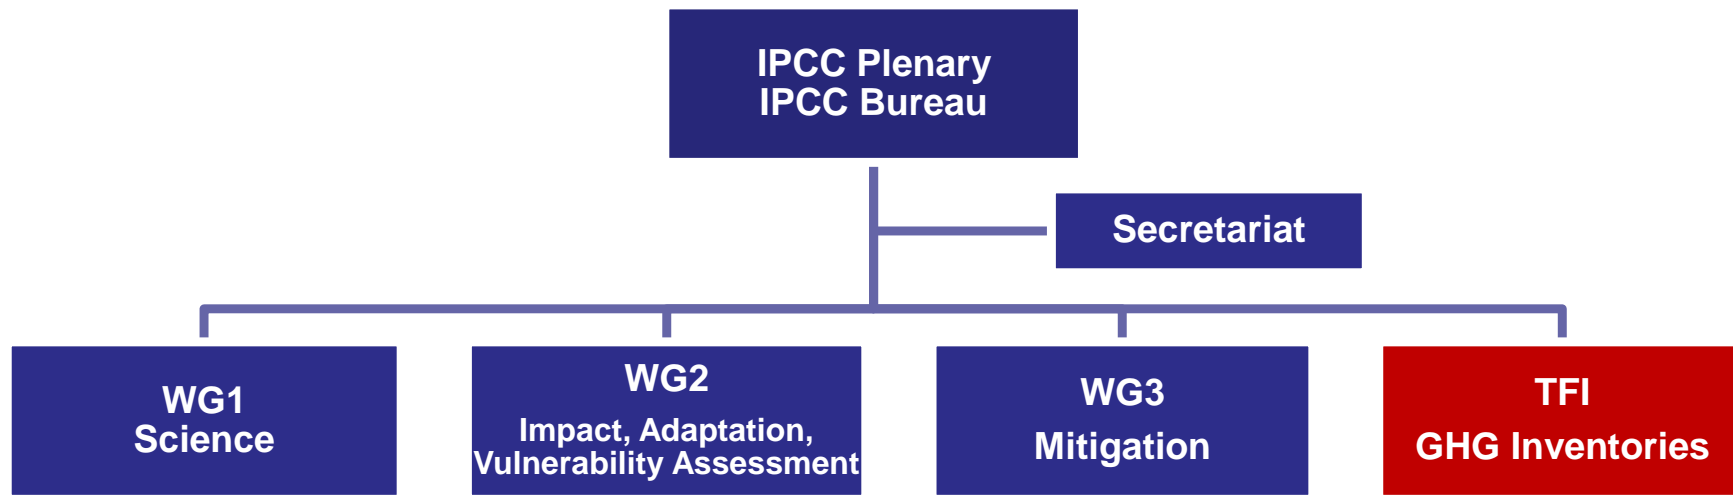 IPCC Plenary
IPCC Bureau
Secretariat
WG1
Science
WG2
Impact, Adaptation,
Vulnerability Assessment
WG3
Mitigation
TFI
GHG Inventories